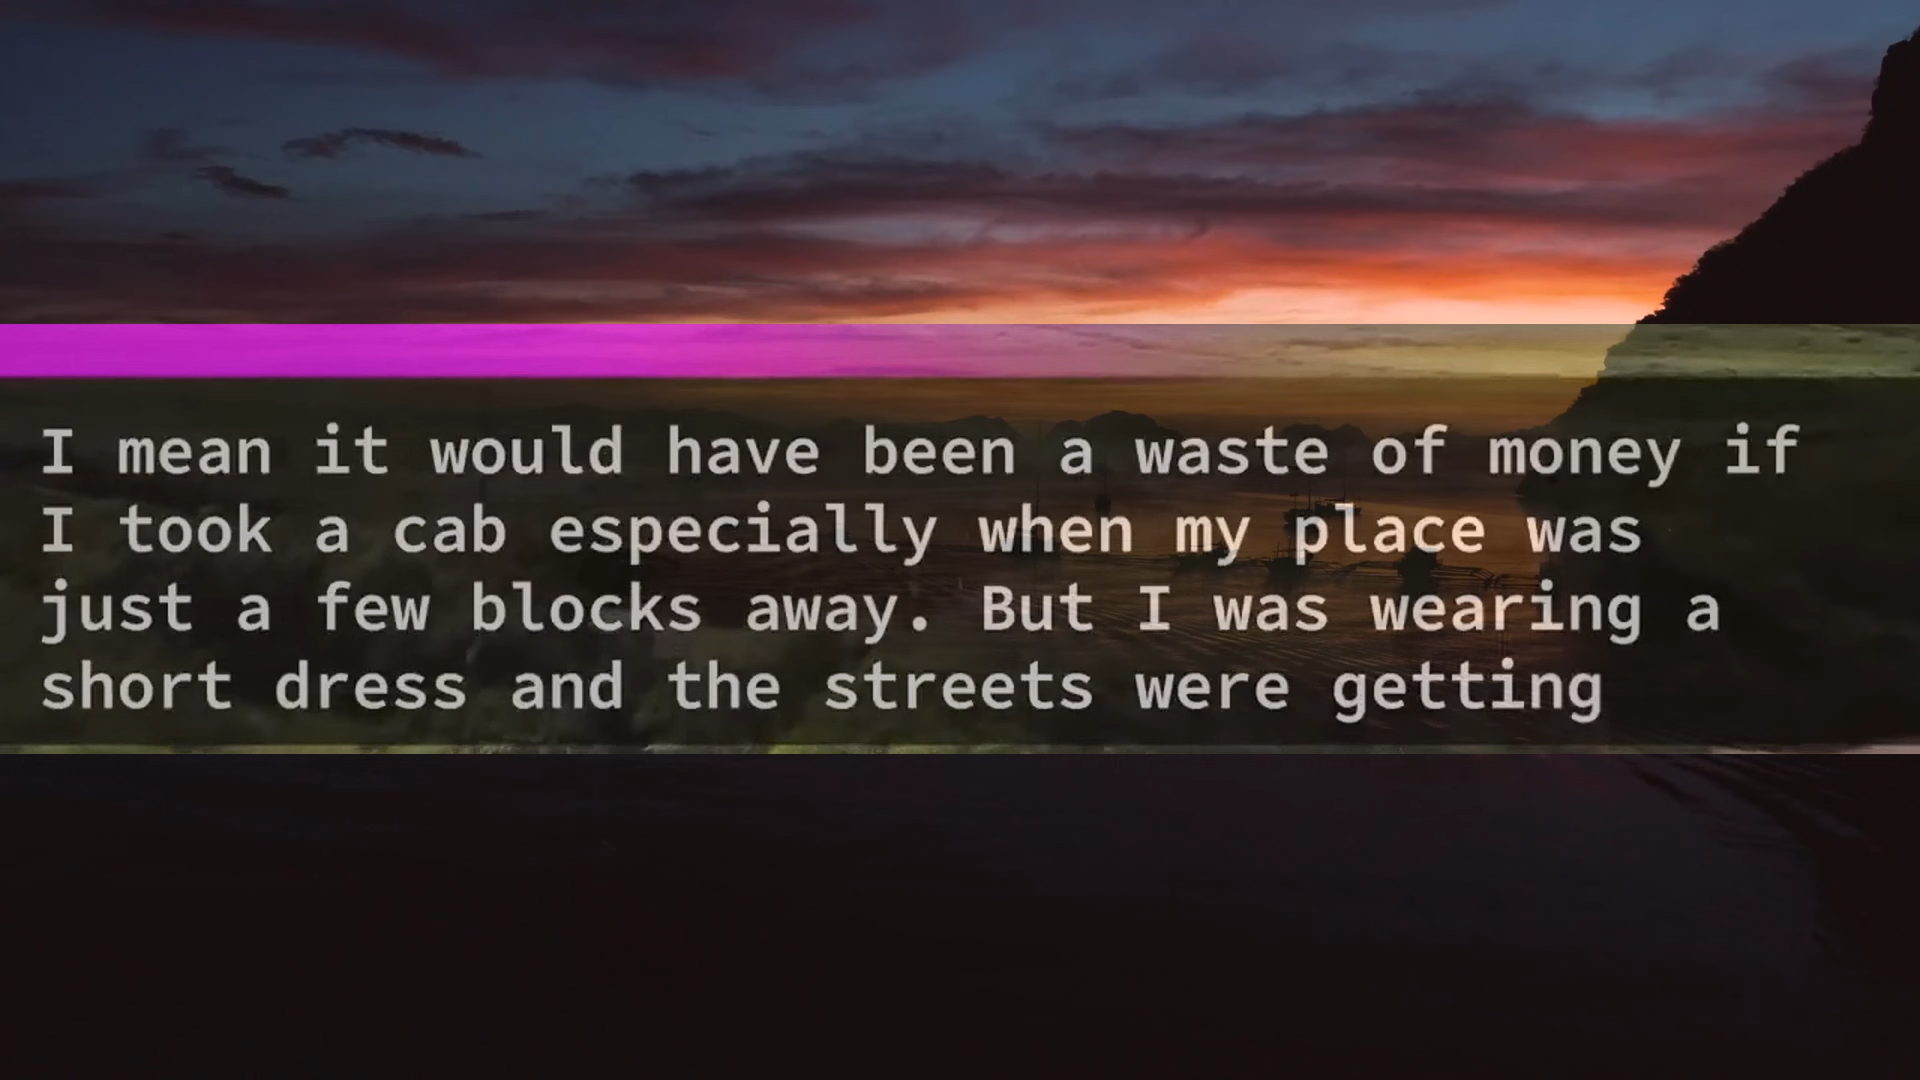 I mean it would have been a waste of money if
I took a cab especially when my place was
just a few blocks away. But I was wearing a
short dress and the streets were getting